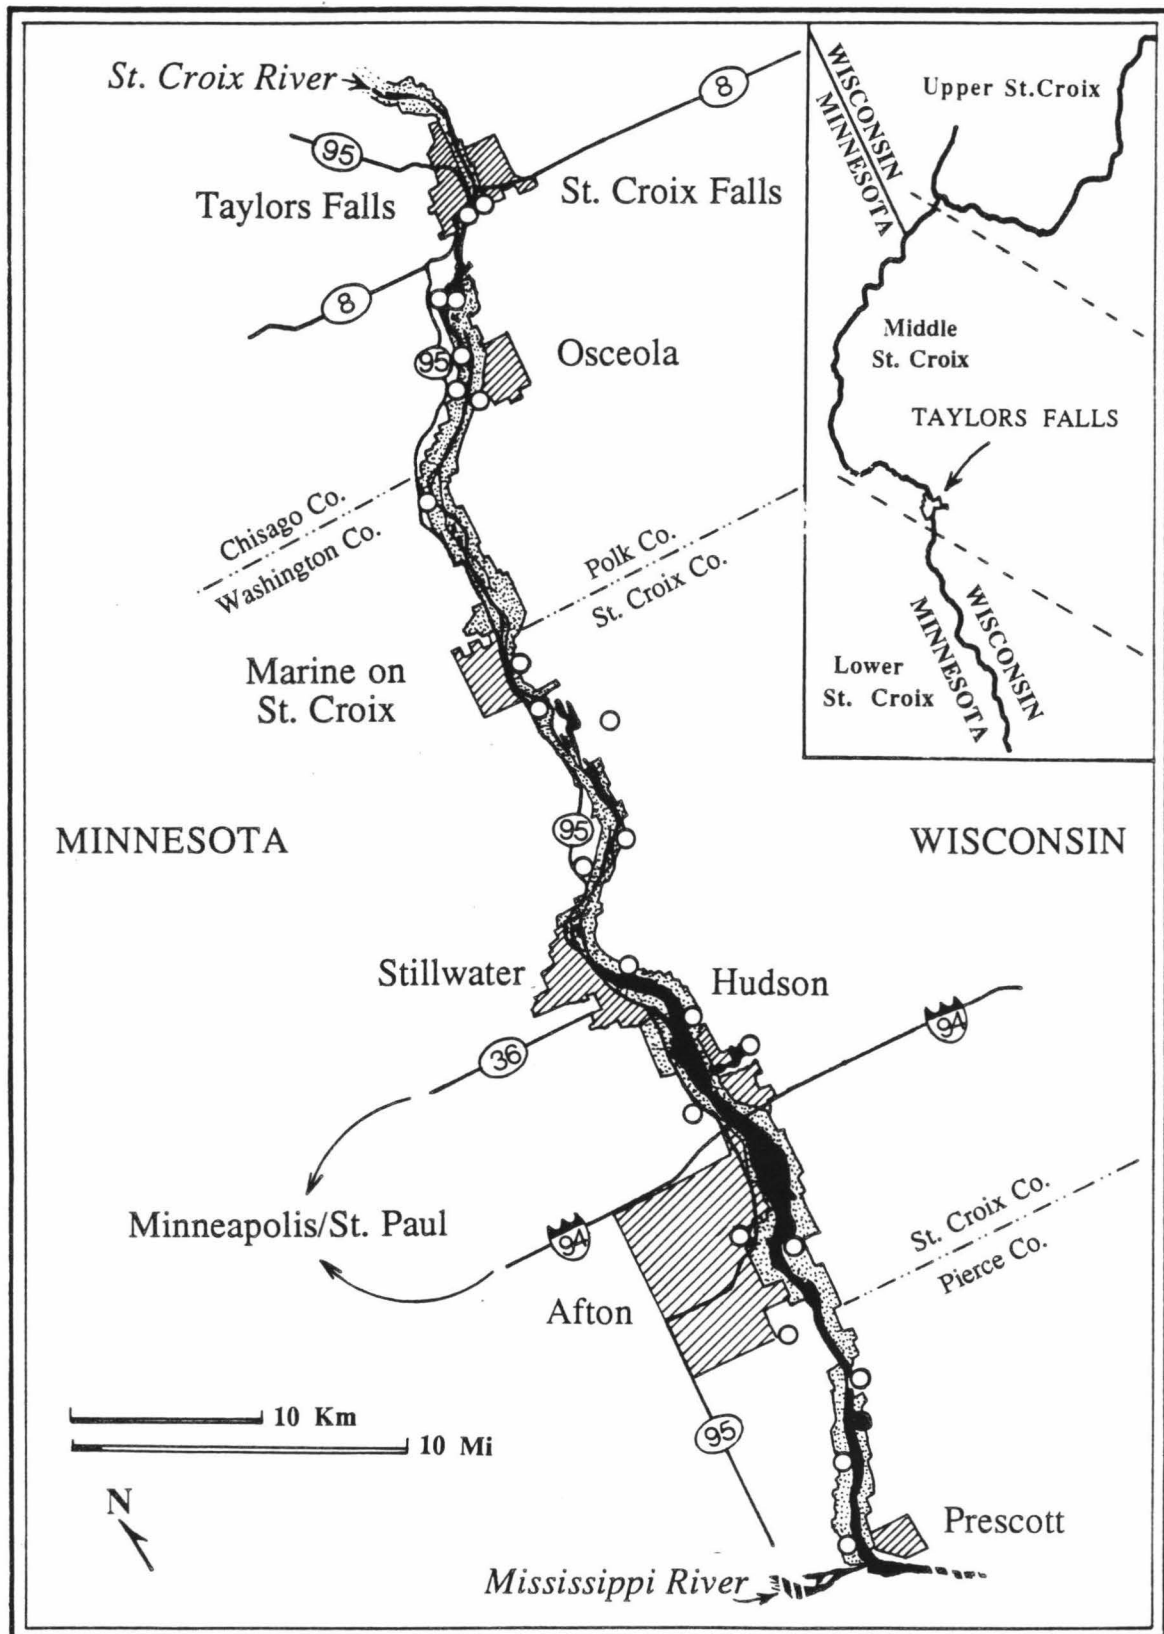 St. Croix River
8
95
Taylors Falls
St. Croix Falls
8
95
Osceola
Chisago Co.
Washington Co.
Polk Co.
St. Croix Co.
Marine on
St. Croix
MINNESOTA
95
WISCONSIN
Stillwater
Hudson
94
36
Minneapolis/St. Paul
94
St. Croix Co.
Pierce Co.
Afton
10 Km
10 Mi
95
N
Prescott
Mississippi River
WISCONSIN
MINNESOTA
Upper St.Croix
Middle
St. Croix
TAYLORS FALLS
Lower
St. Croix
WISCONSIN
MINNESOTA